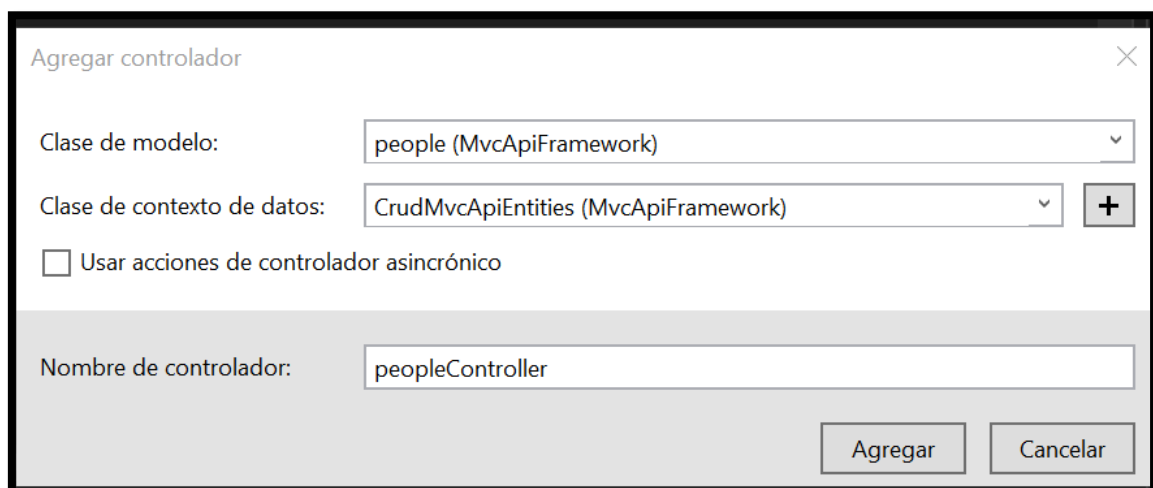 Agregar controlador
Clase de modelo: people (MvcApiFramework)
Clase de contexto de datos: CrudMvcApiEntities (MvcApiFramework)
Usar acciones de controlador asincrónico
Nombre de controlador: peopleController
Agregar Cancelar